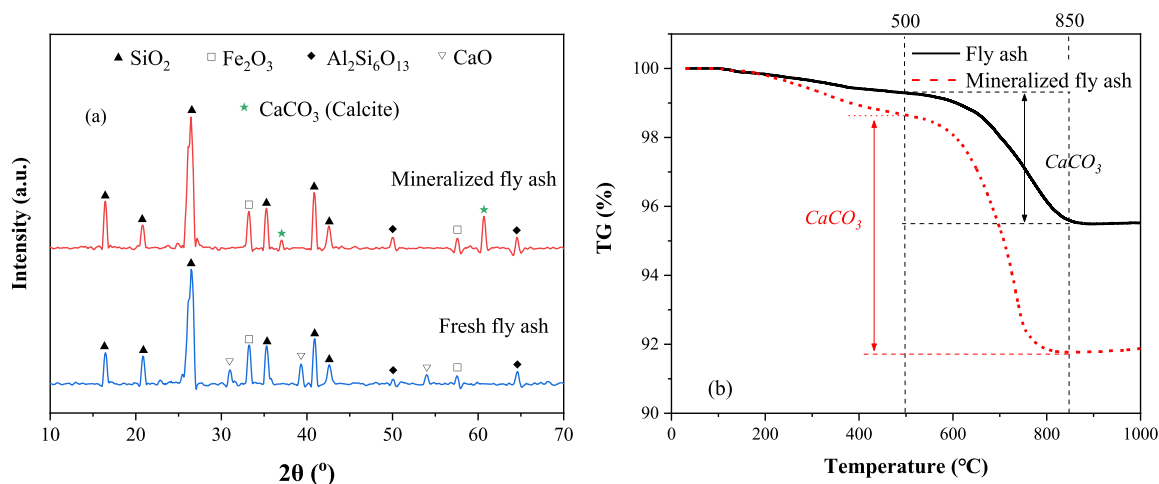 ▲ SiO₂ □ Fe₂O₃ ◆ Al₂Si₆O₁₃ ▽ CaO
★ CaCO₃ (Calcite)
(a)
Mineralized fly ash
Fresh fly ash
Intensity (a.u.)
10 20 30 40 50 60 70
2θ (º)
500 850
Fly ash
Mineralized fly ash
CaCO₃
CaCO₃
(b)
TG (%)
100
98
96
94
92
90
0 200 400 600 800 1000
Temperature (°C)